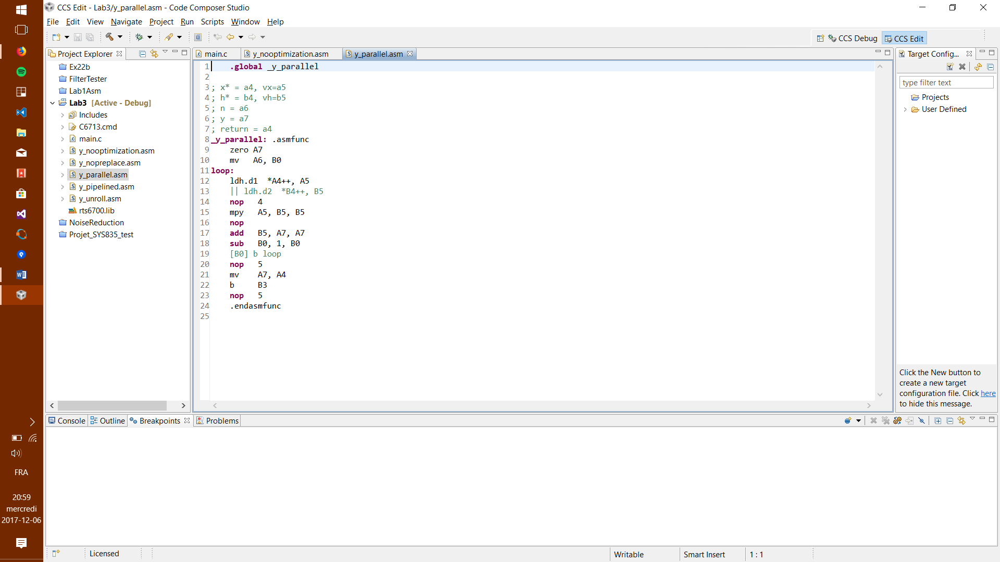 CCS Edit - Lab3/y_parallel.asm - Code Composer Studio
File Edit View Navigate Project Run Scripts Window Help
CCS Debug CCS Edit
Project Explorer
Ex22b
FilterTester
Lab1Asm
Lab3 [Active - Debug]
Includes
C6713.cmd
main.c
y_nooptimization.asm
y_nopreplace.asm
y_parallel.asm
y_pipelined.asm
y_unroll.asm
rts6700.lib
NoiseReduction
Projet_SYS835_test
main.c y_nooptimization.asm y_parallel.asm
1 .global _y_parallel
2
3 ; x* = a4, vx=a5
4 ; h* = b4, vh=b5
5 ; n = a6
6 ; y = a7
7 ; return = a4
8 _y_parallel: .asmfunc
9 zero A7
10 mv A6, B0
11 loop:
12 ldh.d1 *A4++, A5
13 || ldh.d2 *B4++, B5
14 nop 4
15 mpy A5, B5, B5
16 nop
17 add B5, A7, A7
18 sub B0, 1, B0
19 [B0] b loop
20 nop 5
21 mv A7, A4
22 b B3
23 nop 5
24 .endasmfunc
25
Target Config...
type filter text
Projects
User Defined
Click the New button to
create a new target
configuration file. Click here
to hide this message.
Console Outline Breakpoints Problems
Licensed
Writable Smart Insert 1 : 1
FRA
20:59
mercredi
2017-12-06